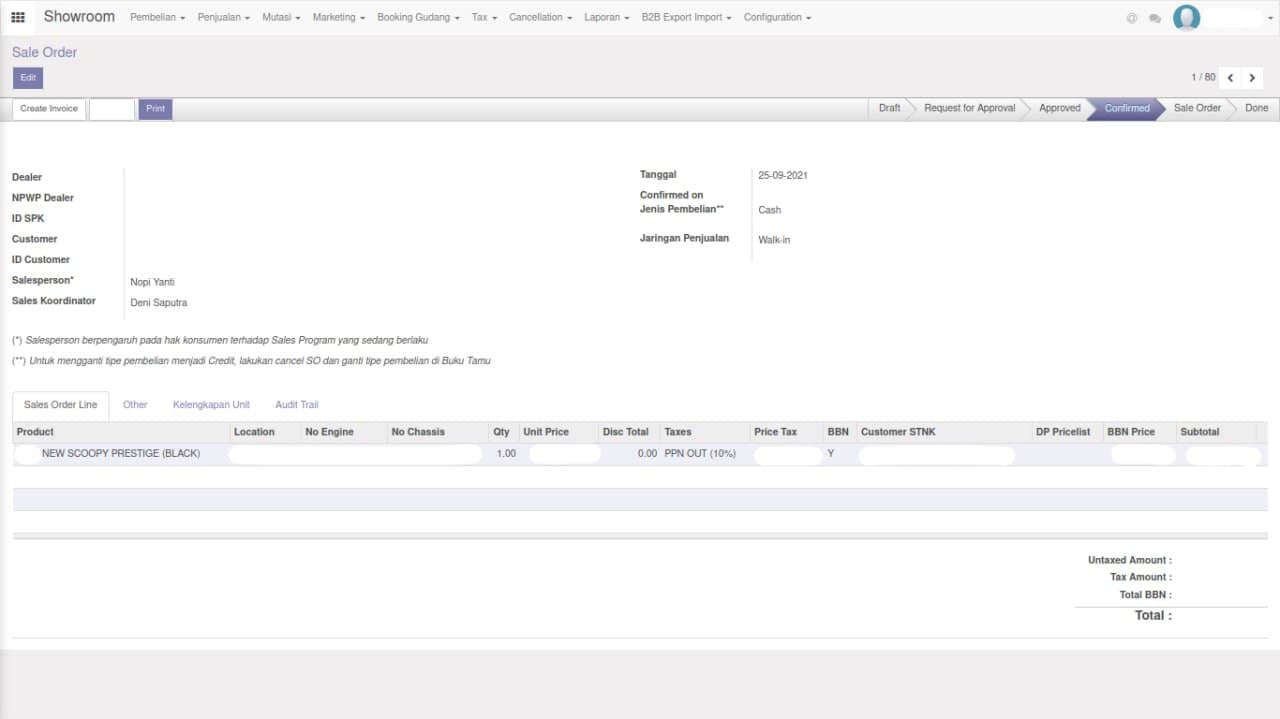 Showroom Pembelian Penjualan Mutasi Marketing Booking Gudang Tax Cancellation Laporan B2B Export Import Configuration @
Sale Order
Edit
1 / 80
Create Invoice Print Draft Request for Approval Approved Confirmed Sale Order Done
Dealer
NPWP Dealer
ID SPK
Customer
ID Customer
Salesperson* Nopi Yanti
Sales Koordinator Deni Saputra
Tanggal 25-09-2021
Confirmed on
Jenis Pembelian** Cash
Jaringan Penjualan Walk-in
(*) Salesperson berpengaruh pada hak konsumen terhadap Sales Program yang sedang berlaku
(**) Untuk mengganti tipe pembelian menjadi Credit, lakukan cancel SO dan ganti tipe pembelian di Buku Tamu
Sales Order Line Other Kelengkapan Unit Audit Trail
Product Location No Engine No Chassis Qty Unit Price Disc Total Taxes Price Tax BBN Customer STNK DP Pricelist BBN Price Subtotal
NEW SCOOPY PRESTIGE (BLACK) 1.00 0.00 PPN OUT (10%) Y
Untaxed Amount :
Tax Amount :
Total BBN :
Total :